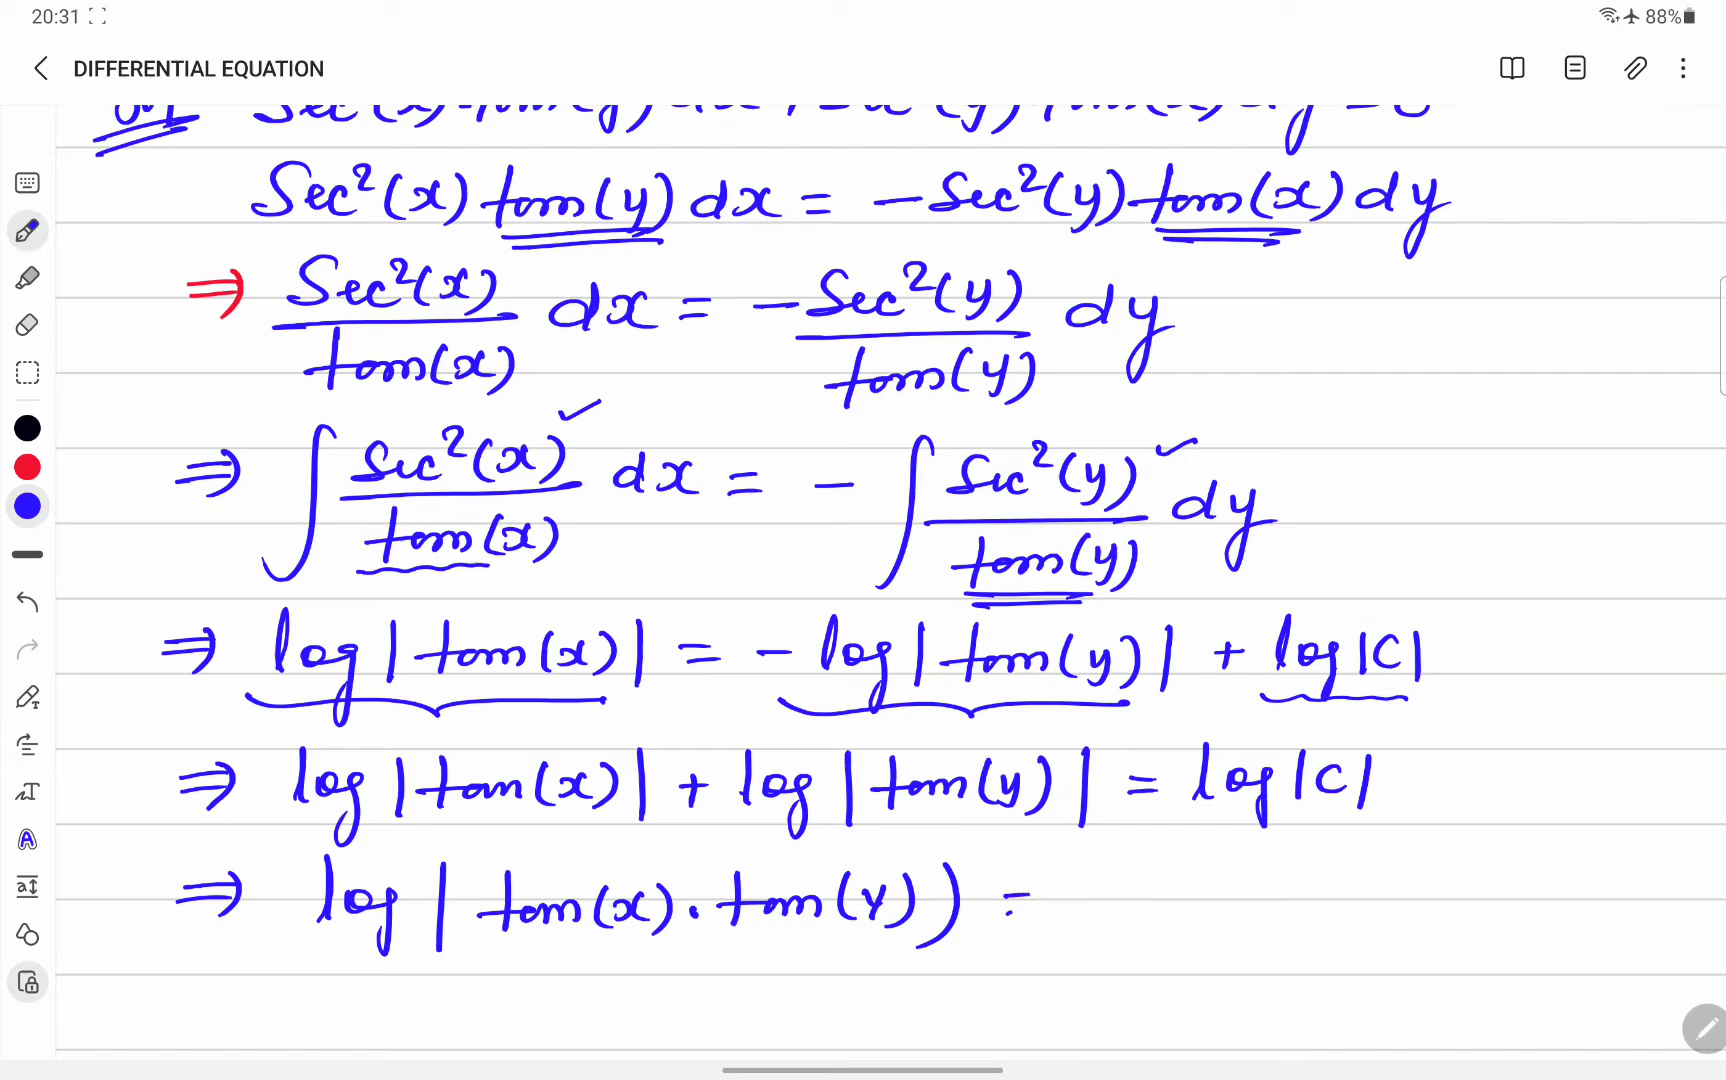 20:31 88%
DIFFERENTIAL EQUATION
Sec²(x) tan(y) dx = -Sec²(y) tan(x) dy
⇒ Sec²(x)/tan(x) dx = -Sec²(y)/tan(y) dy
⇒ ∫ Sec²(x)/tan(x) dx = - ∫ Sec²(y)/tan(y) dy
⇒ log|tan(x)| = -log|tan(y)| + log|C|
⇒ log|tan(x)| + log|tan(y)| = log|C|
⇒ log|tan(x).tan(y)) =